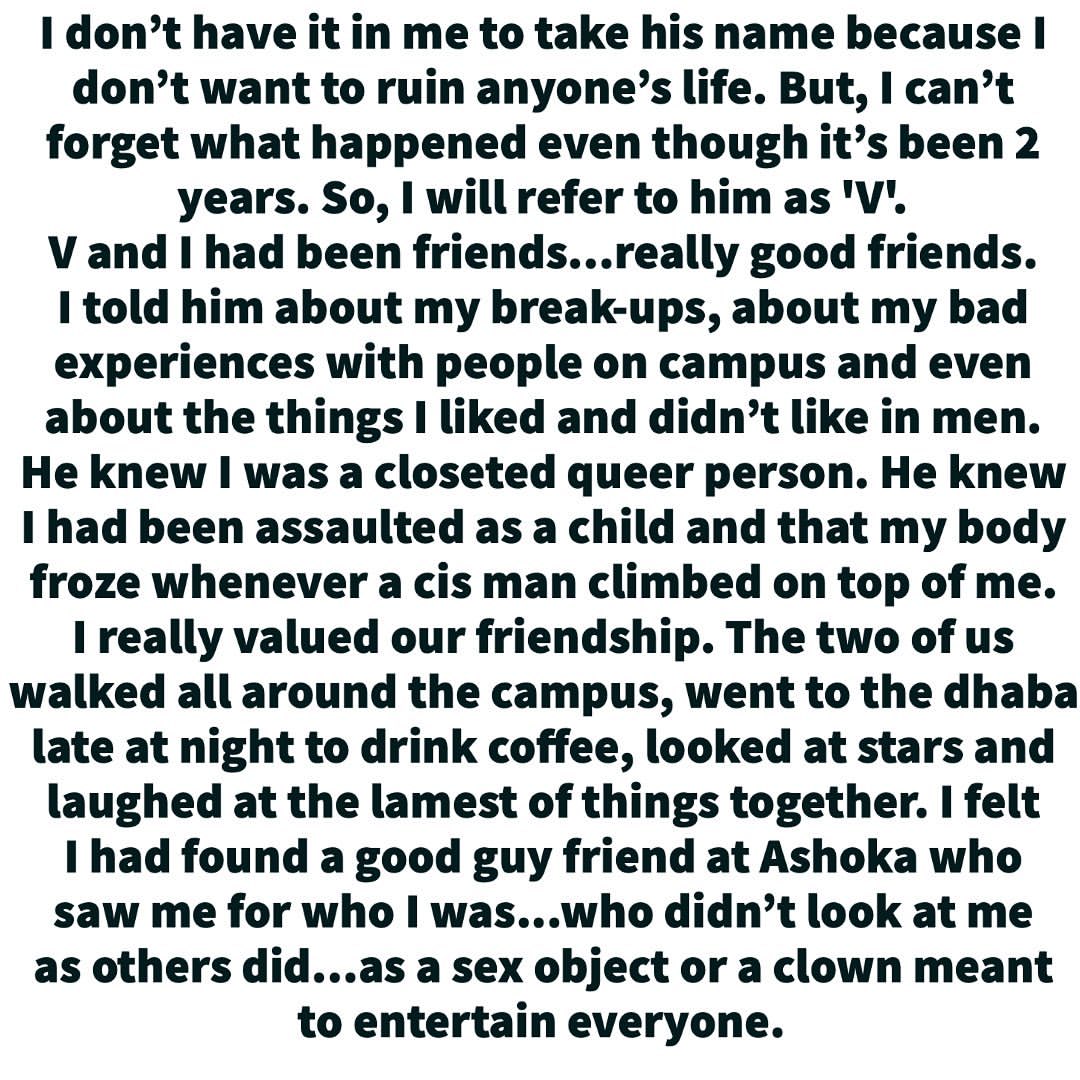 I don’t have it in me to take his name because I
don’t want to ruin anyone’s life. But, I can’t
forget what happened even though it’s been 2
years. So, I will refer to him as 'V'.
V and I had been friends...really good friends.
I told him about my break-ups, about my bad
experiences with people on campus and even
about the things I liked and didn’t like in men.
He knew I was a closeted queer person. He knew
I had been assaulted as a child and that my body
froze whenever a cis man climbed on top of me.
I really valued our friendship. The two of us
walked all around the campus, went to the dhaba
late at night to drink coffee, looked at stars and
laughed at the lamest of things together. I felt
I had found a good guy friend at Ashoka who
saw me for who I was...who didn’t look at me
as others did...as a sex object or a clown meant
to entertain everyone.